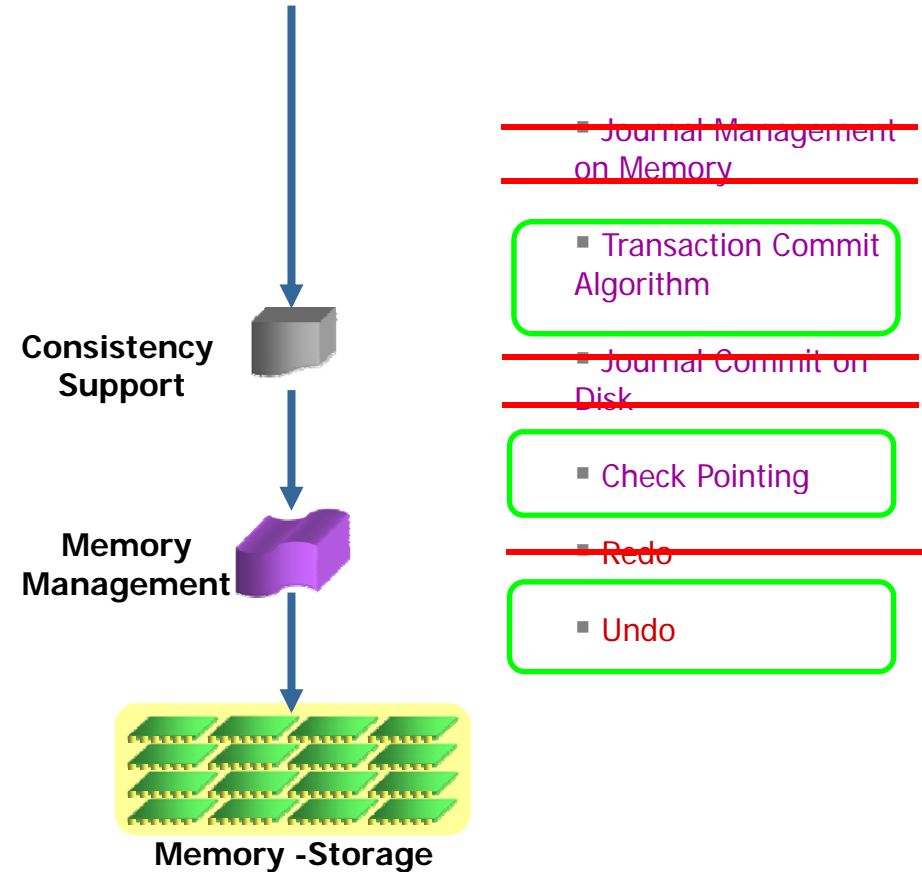 Consistency
Support
Memory
Management
Memory -Storage
▪ Journal Management
on Memory
▪ Transaction Commit
Algorithm
▪ Journal Commit on
Disk
▪ Check Pointing
▪ Redo
▪ Undo